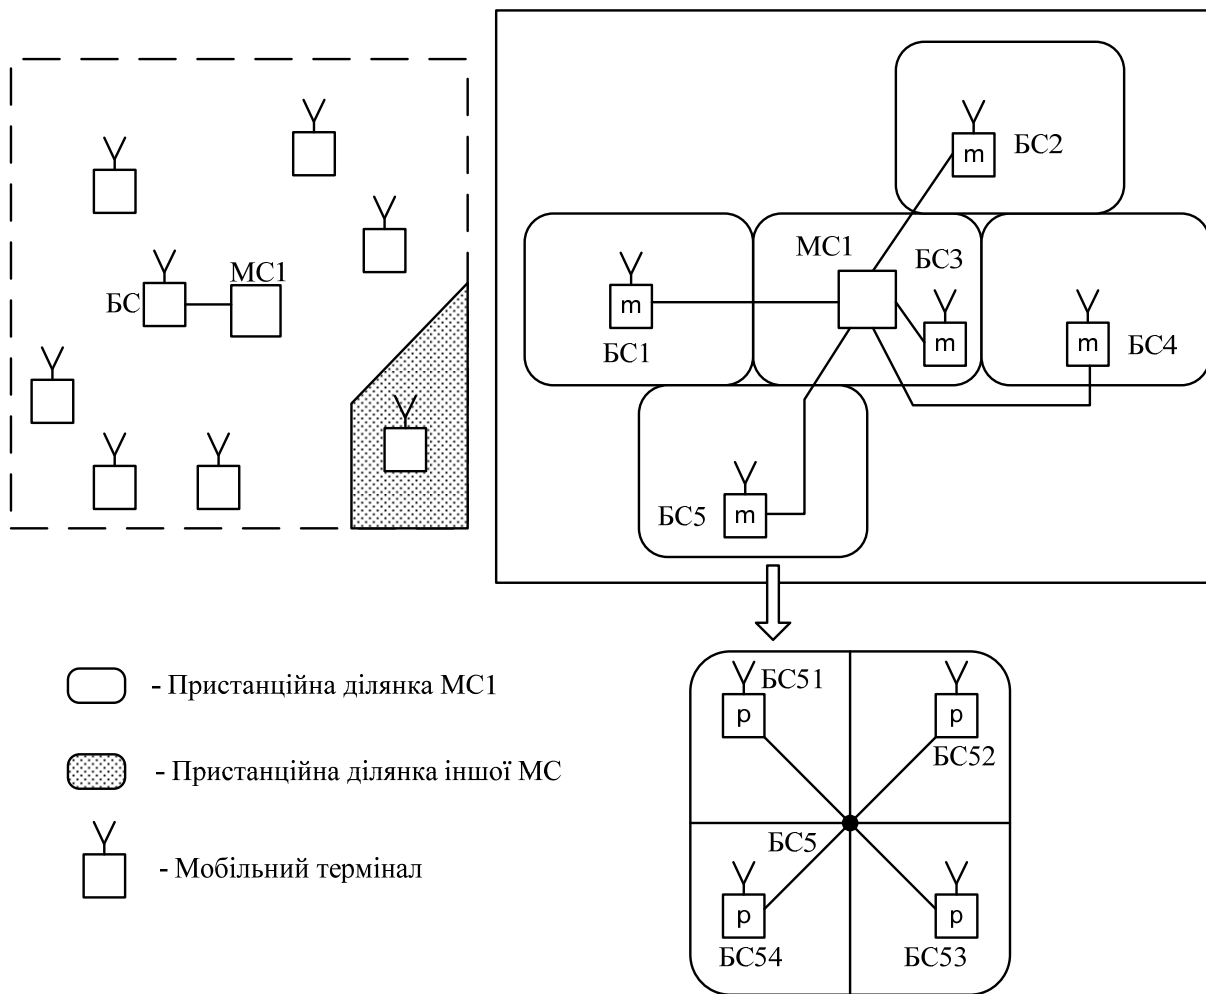 БС
МС1
m
БС2
МС1
БС3
m
БС1
m
m
БС4
БС5
m
- Пристанційна ділянка МС1
- Пристанційна ділянка іншої МС
- Мобільний термінал
БС51
p
p
БС52
БС5
p
БС54
p
БС53